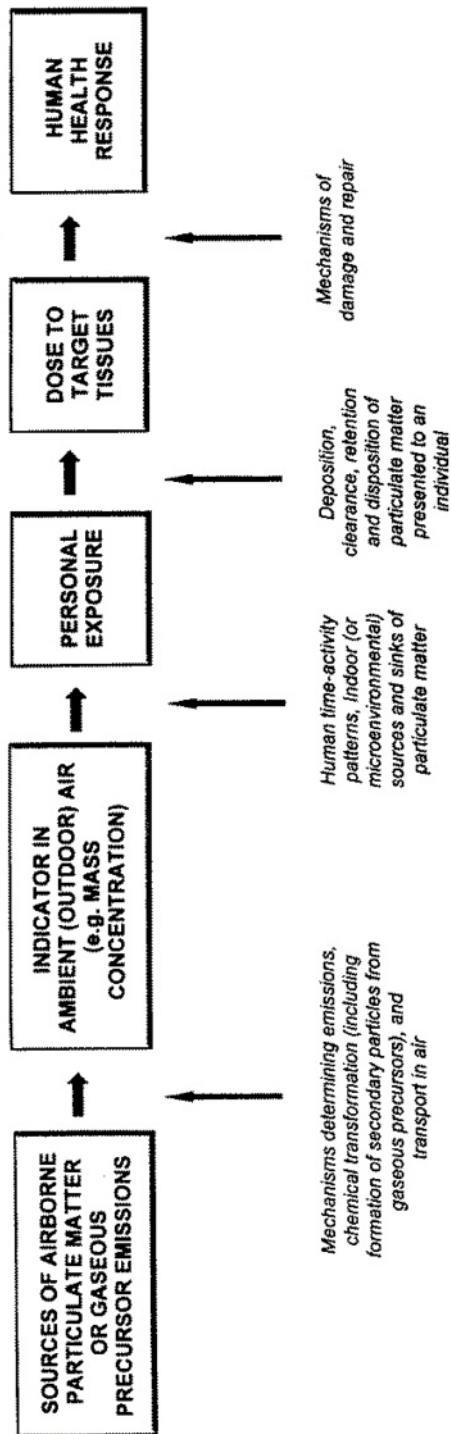 SOURCES OF AIRBORNE
PARTICULATE MATTER
OR GASEOUS
PRECURSOR EMISSIONS
INDICATOR IN
AMBIENT (OUTDOOR) AIR
(e.g. MASS
CONCENTRATION)
PERSONAL
EXPOSURE
DOSE TO
TARGET
TISSUES
HUMAN
HEALTH
RESPONSE
Mechanisms determining emissions,
chemical transformation (including
formation of secondary particles from
gaseous precursors), and
transport in air
Human time-activity
patterns, Indoor (or
microenvironmental)
sources and sinks of
particulate matter
Deposition,
clearance, retention
and disposition of
particulate matter
presented to an
individual
Mechanisms of
damage and repair